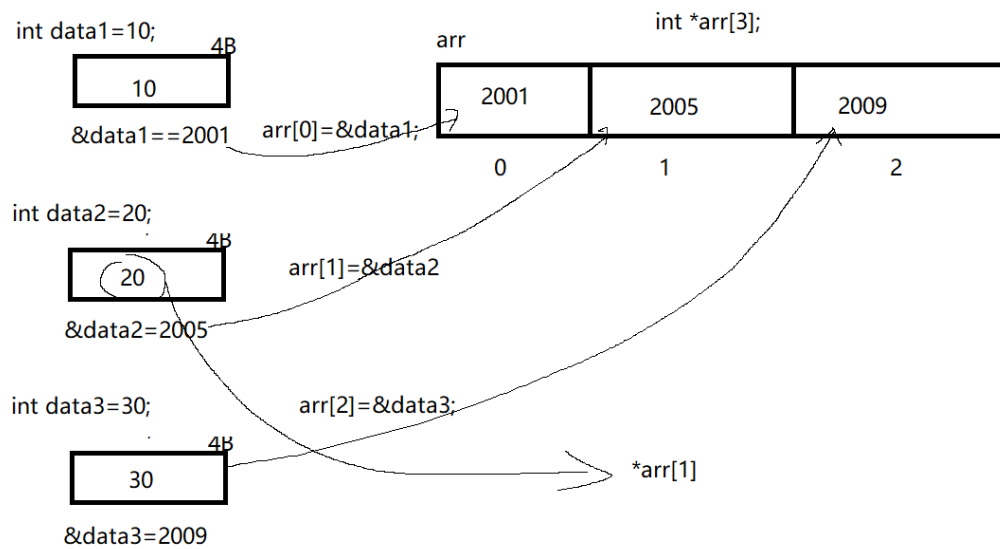 int data1=10;
4B
10
&data1==2001
arr[0]=&data1;
int *arr[3];
arr
2001
2005
2009
0
1
2
int data2=20;
4B
20
&data2=2005
arr[1]=&data2
int data3=30;
4B
30
&data3=2009
arr[2]=&data3;
*arr[1]